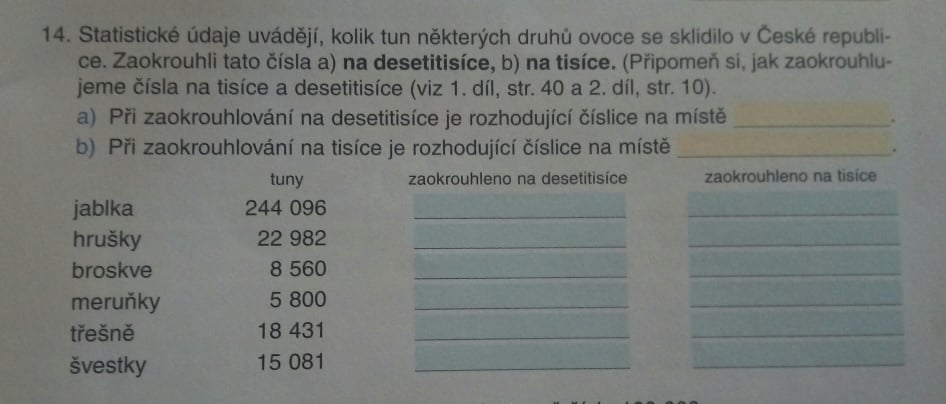 14. Statistické údaje uvádějí, kolik tun některých druhů ovoce se sklidilo v České republi-
ce. Zaokrouhli tato čísla a) na desetitisíce, b) na tisíce. (Připomeň si, jak zaokrouhlu-
jeme čísla na tisíce a desetitisíce (viz 1. díl, str. 40 a 2. díl, str. 10).
a) Při zaokrouhlování na desetitisíce je rozhodující číslice na místě .
b) Při zaokrouhlování na tisíce je rozhodující číslice na místě .
tuny zaokrouhleno na desetitisíce zaokrouhleno na tisíce
jablka 244 096
hrušky 22 982
broskve 8 560
meruňky 5 800
třešně 18 431
švestky 15 081